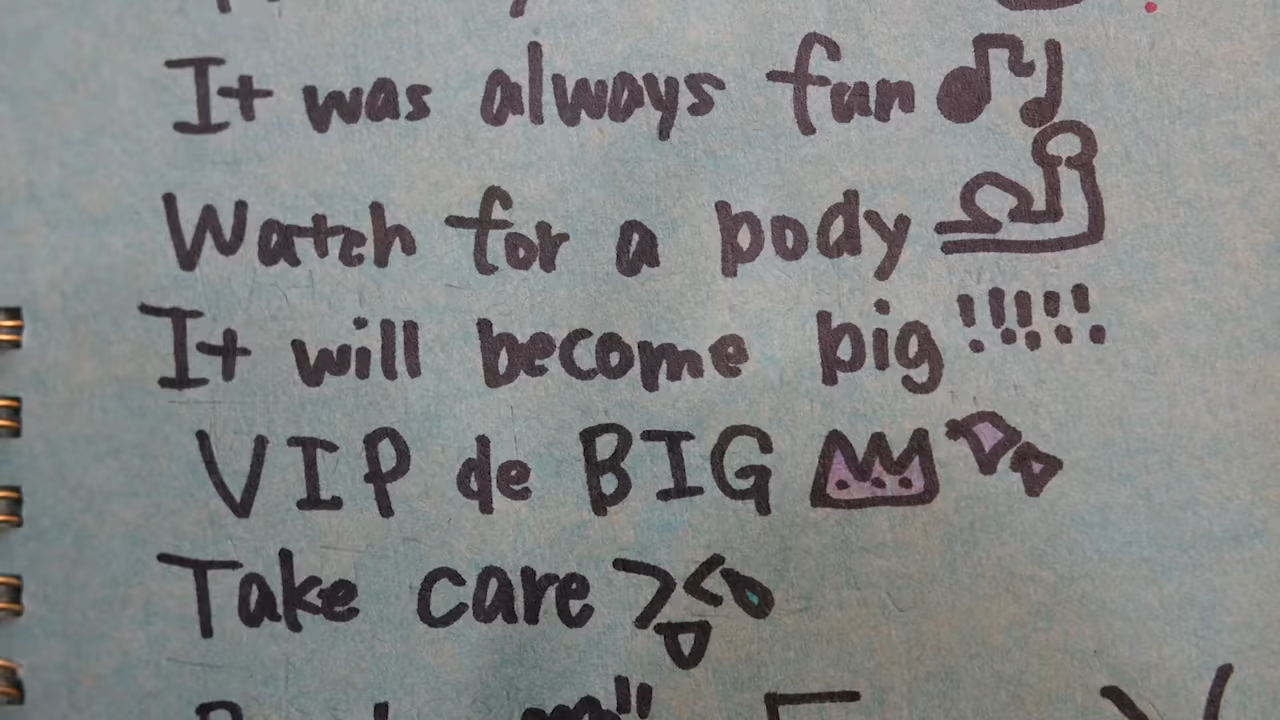 It was always fun
Watch for a body
It will become big!!!!!
VIP de BIG
Take care ><